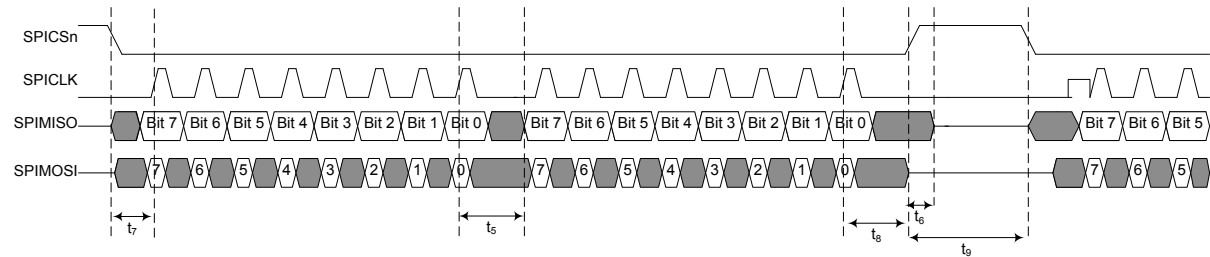 SPICSn
SPICLK
SPIMISO Bit 7 Bit 6 Bit 5 Bit 4 Bit 3 Bit 2 Bit 1 Bit 0 Bit 7 Bit 6 Bit 5 Bit 4 Bit 3 Bit 2 Bit 1 Bit 0 Bit 7 Bit 6 Bit 5
SPIMOSI 7 6 5 4 3 2 1 0 7 6 5 4 3 2 1 0 7 6 5
t7 t5 t8 t6
t9